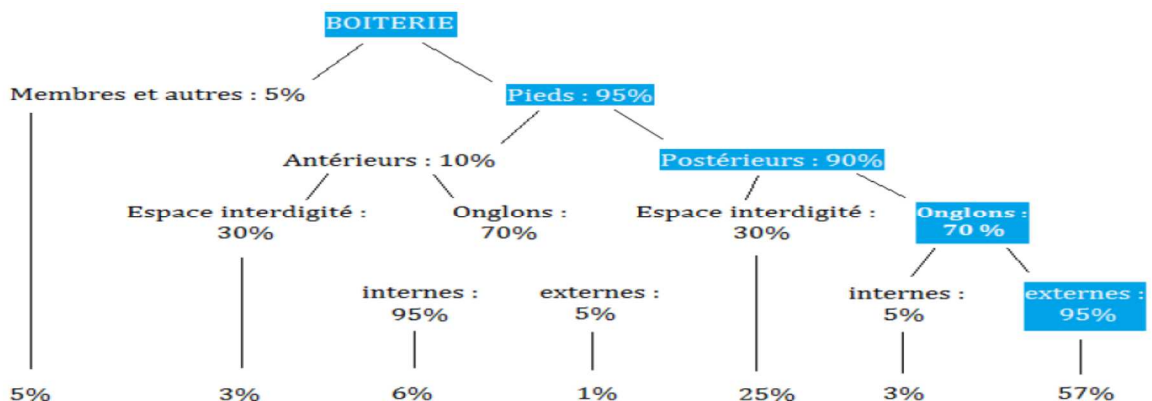 BOITERIE
Membres et autres : 5%
Pieds : 95%
Antérieurs : 10%
Postérieurs : 90%
Espace interdigité :
30%
Onglons :
70%
Espace interdigité :
30%
Onglons :
70 %
internes :
95%
externes :
5%
internes :
5%
externes :
95%
5%
3%
6%
1%
25%
3%
57%